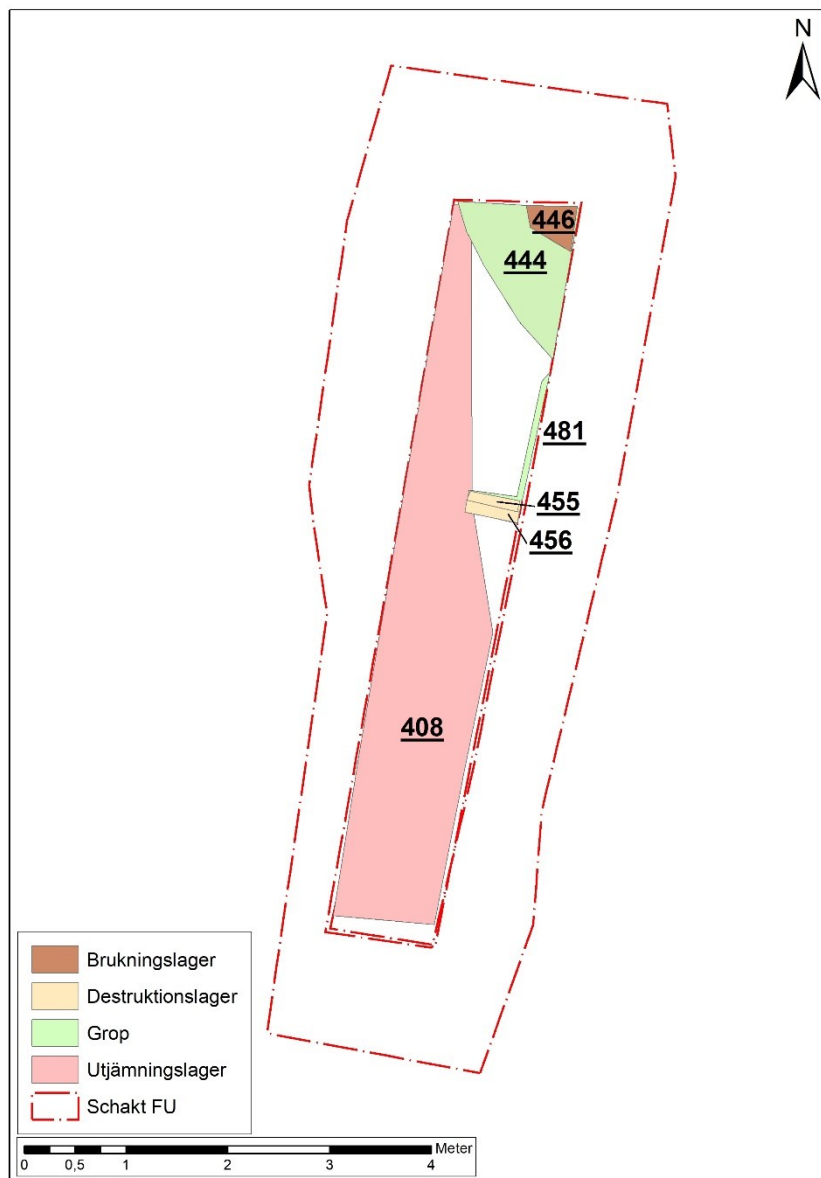 N
446
444
481
455
456
408
Brukningslager
Destruktionslager
Grop
Utjämningslager
Schakt FU
Meter
0 0,5 1 2 3 4